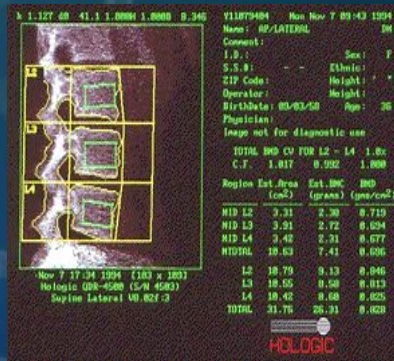 k 1.127 d0 41.1 1.000H 1.000D 8.346
L2
L3
L4
Nov 7 17:34 1994 [103 x 109]
Hologic QDR-4500 (S/N 4503)
Supine Lateral V8.02f:3
Mon Nov 7 09:43 1994
Name: AP/LATERAL
Comment:
I.D.: Sex: F
S.S.#: - - Ethnic:
ZIP Code: Height: ' "
Operator: Weight:
BirthDate: 09/03/58 Age: 36
Physician:
Image not for diagnostic use
TOTAL BMD CV FOR L2 - L4 1.0%
C.F. 1.017 0.992 1.000
Region Est.Area Est.BMC BMD
(cm2) (grams) (gms/cm2)
MID L2 3.31 2.38 0.719
MID L3 3.91 2.72 0.694
MID L4 3.42 2.31 0.677
MTOTAL 10.63 7.41 0.696
L2 10.79 9.13 0.846
L3 10.55 8.58 0.813
L4 10.42 8.60 0.825
TOTAL 31.76 26.31 0.828
HOLOGIC